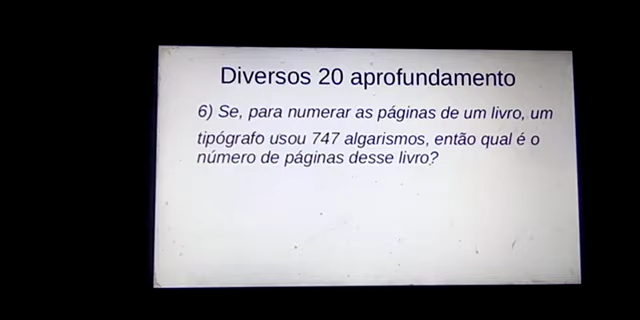 Diversos 20 aprofundamento
6) Se, para numerar as páginas de um livro, um
tipógrafo usou 747 algarismos, então qual é o
número de páginas desse livro?